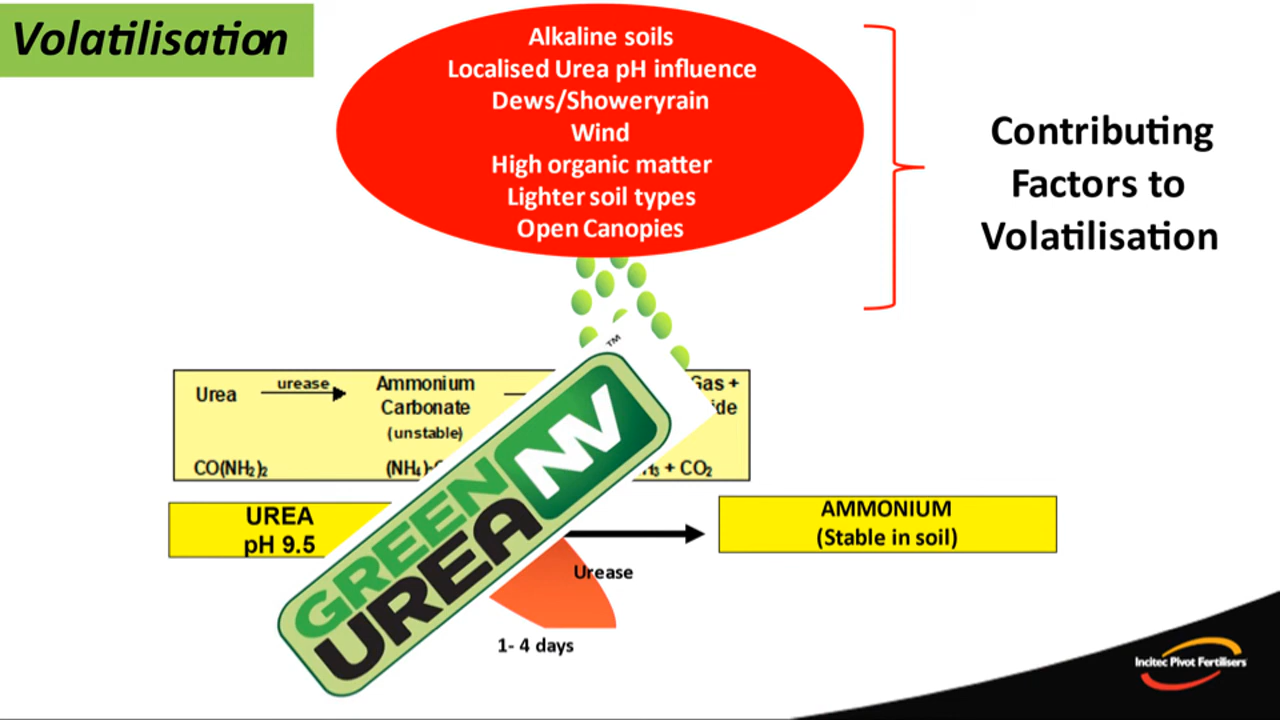 Volatilisation
Alkaline soils
Localised Urea pH influence
Dews/Showeryrain
Wind
High organic matter
Lighter soil types
Open Canopies
Contributing
Factors to
Volatilisation
TM
Urea
urease
Ammonium
Carbonate
(unstable)
Gas +
CO(NH₂)₂
+ CO₂
GREEN
UREA
NV
UREA
pH 9.5
AMMONIUM
(Stable in soil)
Urease
1- 4 days
Incitec Pivot Fertilisers